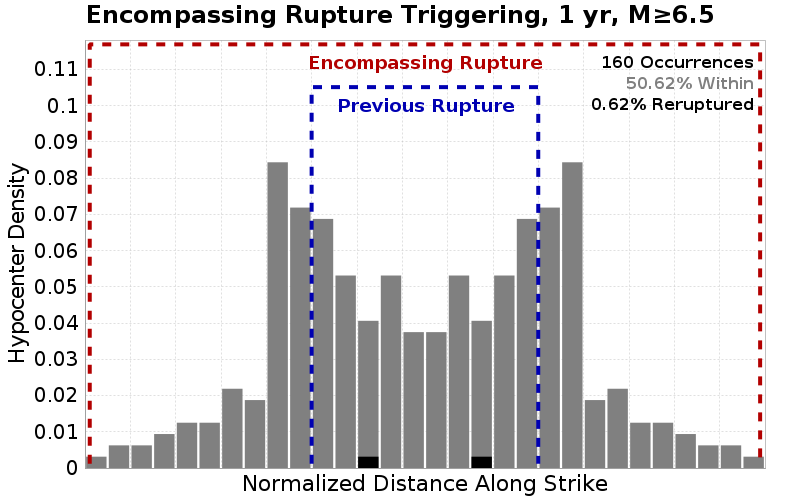 Encompassing Rupture Triggering, 1 yr, M≥6.5
Encompassing Rupture
160 Occurrences
50.62% Within
0.62% Reruptured
Previous Rupture
Hypocenter Density
0.11
0.1
0.09
0.08
0.07
0.06
0.05
0.04
0.03
0.02
0.01
0
Normalized Distance Along Strike